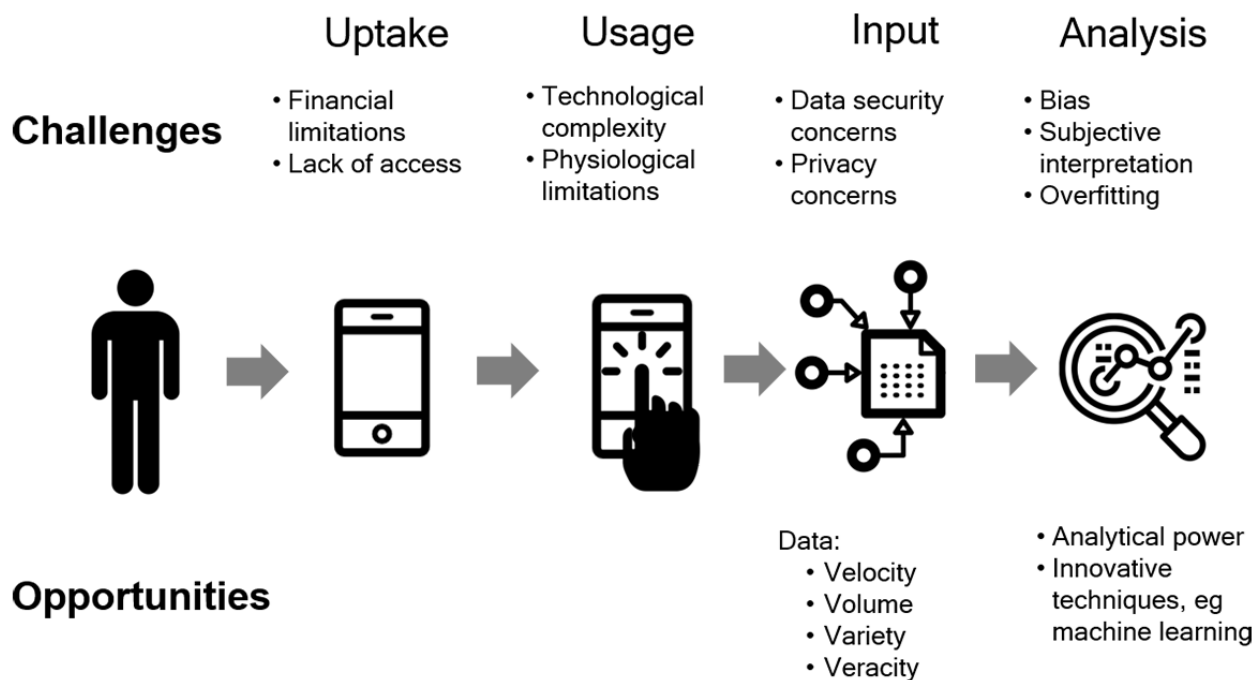 Uptake
Usage
Input
Analysis
Challenges
• Financial
limitations
• Lack of access
• Technological
complexity
• Physiological
limitations
• Data security
concerns
• Privacy
concerns
• Bias
• Subjective
interpretation
• Overfitting
Opportunities
Data:
• Velocity
• Volume
• Variety
• Veracity
• Analytical power
• Innovative
techniques, eg
machine learning